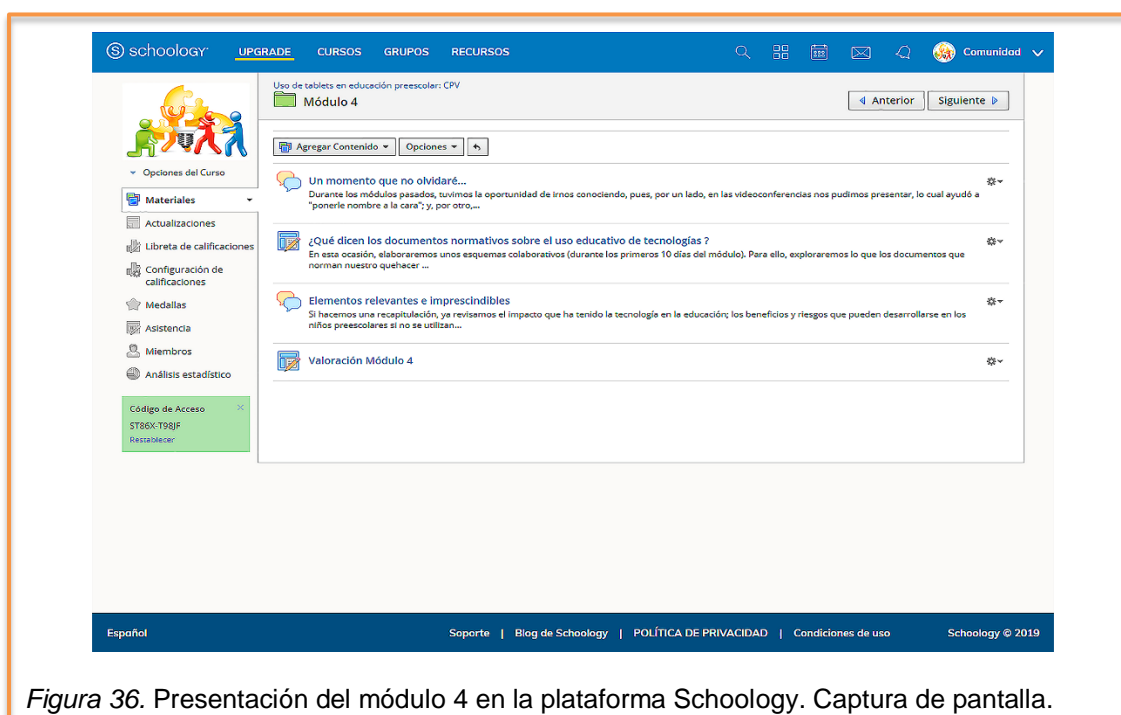 schoology
UPGRADE CURSOS GRUPOS RECURSOS
Comunidad
Uso de tablets en educación preescolar: CPV
Módulo 4
Anterior
Siguiente
Agregar Contenido
Opciones
Opciones del Curso
Materiales
Actualizaciones
Libreta de calificaciones
Configuración de
calificaciones
Medallas
Asistencia
Miembros
Análisis estadístico
Código de Acceso
ST86X-T98JF
Restablecer
Un momento que no olvidaré...
Durante los módulos pasados, tuvimos la oportunidad de irnos conociendo, pues, por un lado, en las videoconferencias nos pudimos presentar, lo cual ayudó a
"ponerle nombre a la cara"; y, por otro,...
¿Qué dicen los documentos normativos sobre el uso educativo de tecnologías ?
En esta ocasión, elaboraremos unos esquemas colaborativos (durante los primeros 10 días del módulo). Para ello, exploraremos lo que los documentos que
norman nuestro quehacer ...
Elementos relevantes e imprescindibles
Si hacemos una recapitulación, ya revisamos el impacto que ha tenido la tecnología en la educación; los beneficios y riesgos que pueden desarrollarse en los
niños preescolares si no se utilizan...
Valoración Módulo 4
Español
Soporte | Blog de Schoology | POLÍTICA DE PRIVACIDAD | Condiciones de uso
Schoology © 2019
Figura 36. Presentación del módulo 4 en la plataforma Schoology. Captura de pantalla.